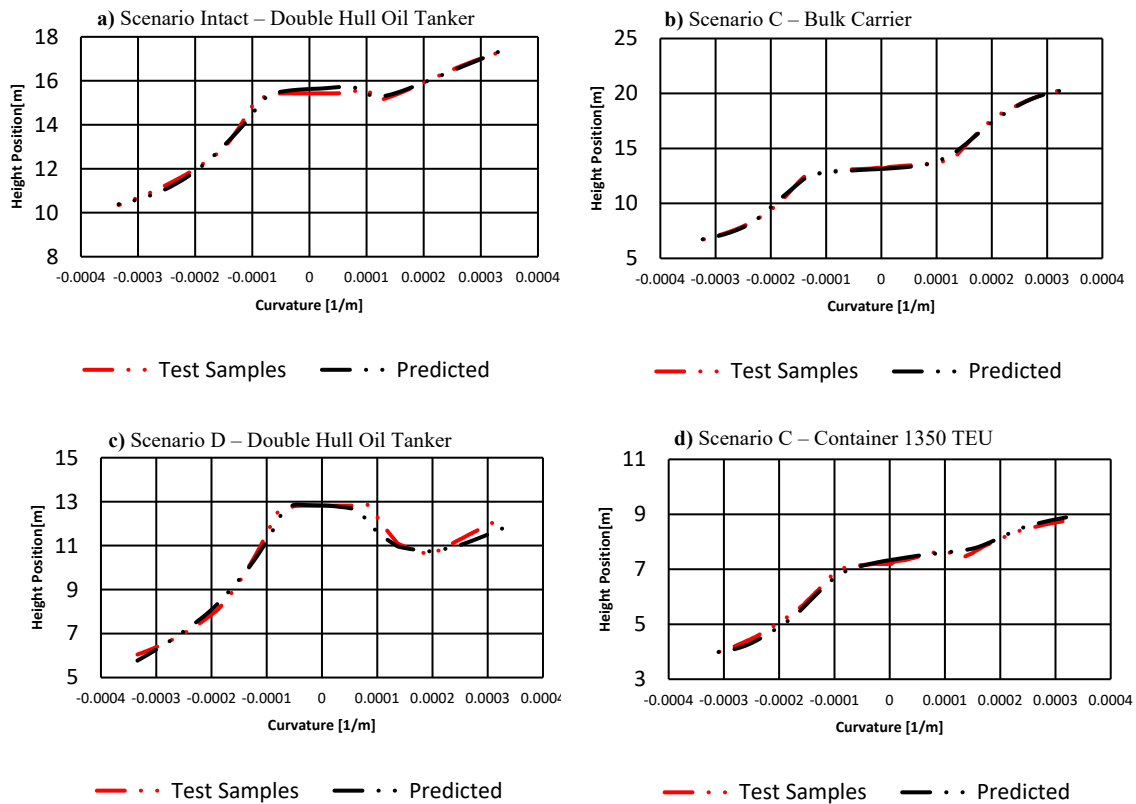 a) Scenario Intact – Double Hull Oil Tanker
18
16
14
12
10
8
Height Position[m]
-0.0004 -0.0003 -0.0002 -0.0001 0 0.0001 0.0002 0.0003 0.0004
Curvature [1/m]
Test Samples Predicted
b) Scenario C – Bulk Carrier
25
20
15
10
5
Height Position[m]
-0.0004 -0.0003 -0.0002 -0.0001 0 0.0001 0.0002 0.0003 0.0004
Curvature [1/m]
Test Samples Predicted
c) Scenario D – Double Hull Oil Tanker
15
13
11
9
7
5
Height Position[m]
-0.0004 -0.0003 -0.0002 -0.0001 0 0.0001 0.0002 0.0003 0.0004
Curvature [1/m]
Test Samples Predicted
d) Scenario C – Container 1350 TEU
11
9
7
5
3
Height Position[m]
-0.0004 -0.0003 -0.0002 -0.0001 0 0.0001 0.0002 0.0003 0.0004
Curvature [1/m]
Test Samples Predicted